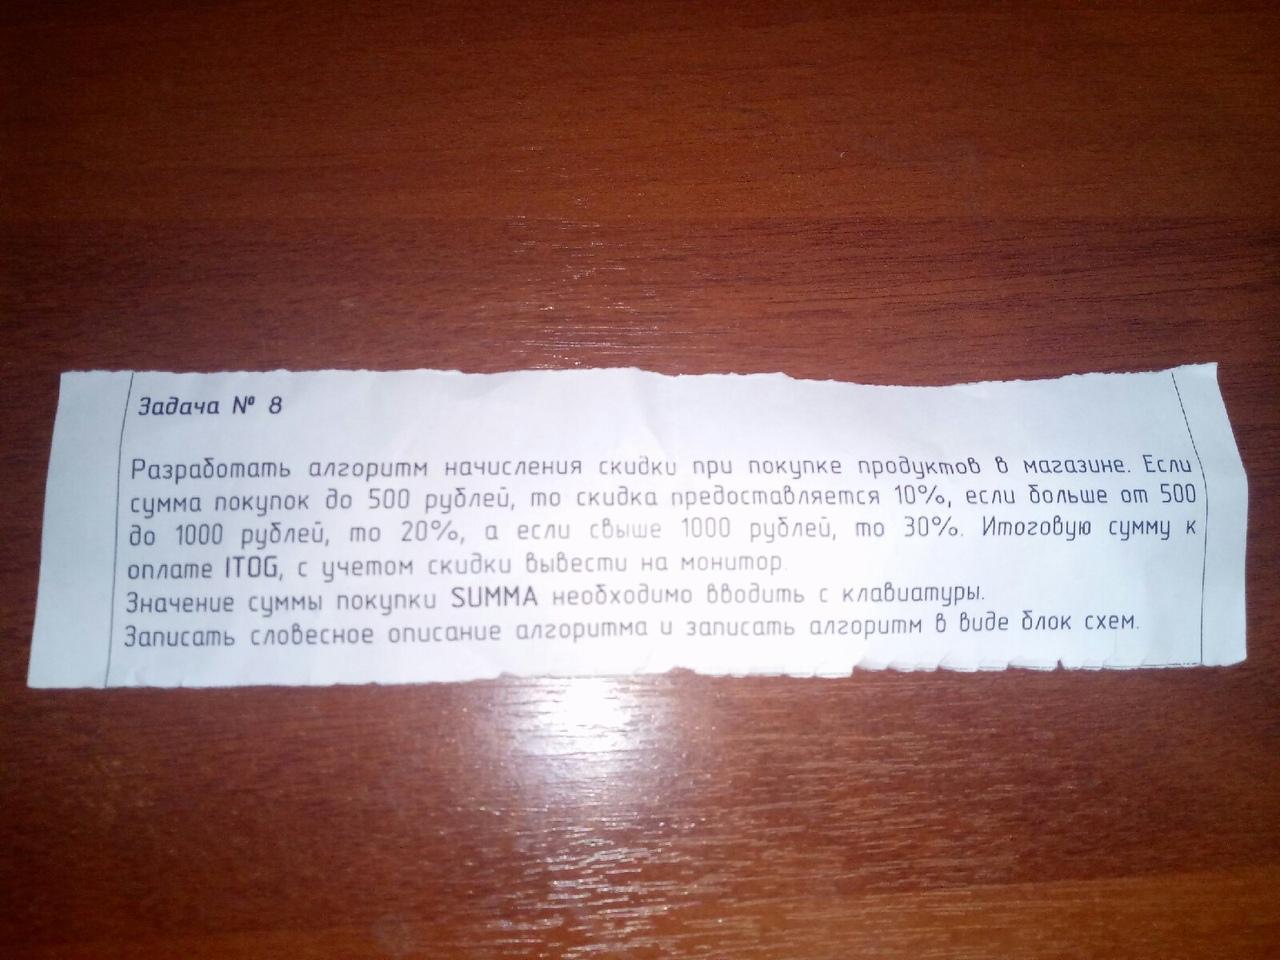 Задача № 8
Разработать алгоритм начисления скидки при покупке продуктов в магазине. Если
сумма покупок до 500 рублей, то скидка предоставляется 10%, если больше от 500
до 1000 рублей, то 20%, а если свыше 1000 рублей, то 30%. Итоговую сумму к
оплате ITOG, с учетом скидки вывести на монитор.
Значение суммы покупки SUMMA необходимо вводить с клавиатуры.
Записать словесное описание алгоритма и записать алгоритм в виде блок схем.